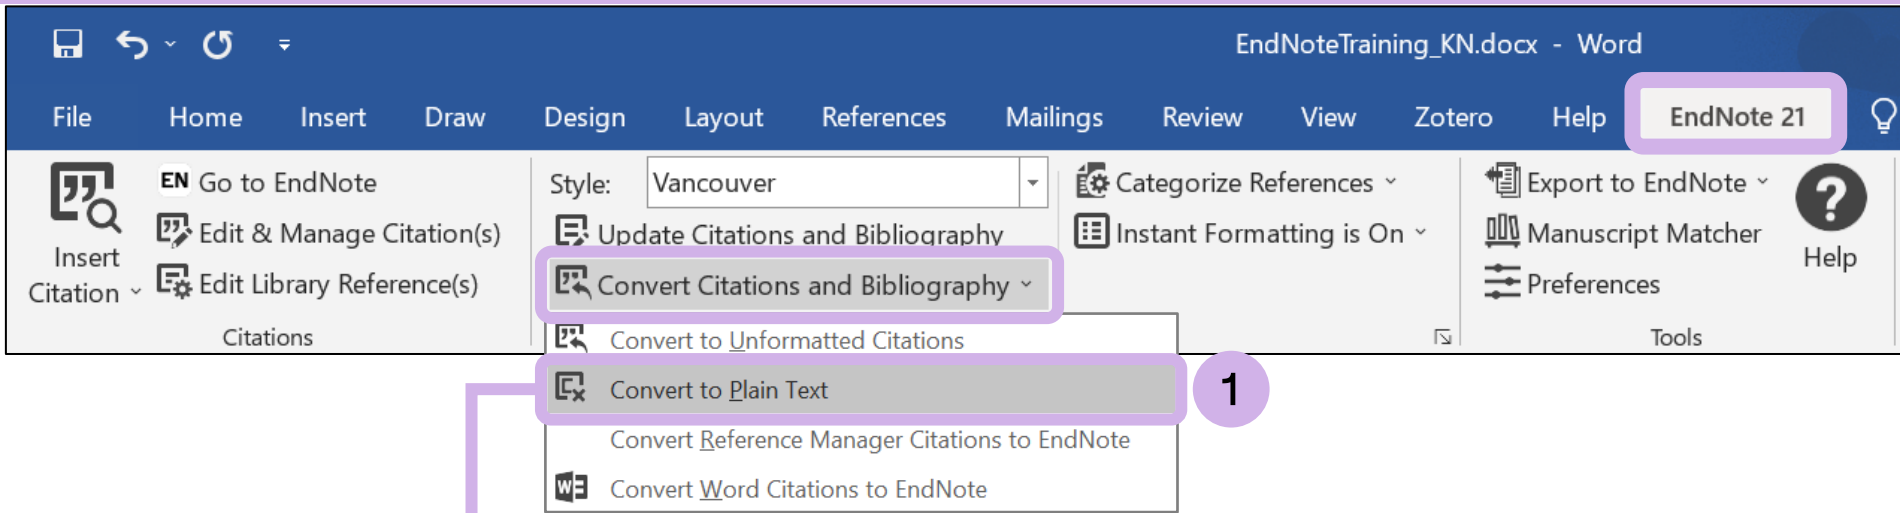 EndNoteTraining_KN.docx - Word
File Home Insert Draw Design Layout References Mailings Review View Zotero Help EndNote 21
Insert Citation
EN Go to EndNote
Edit & Manage Citation(s)
Edit Library Reference(s)
Citations
Style: Vancouver
Update Citations and Bibliography
Convert Citations and Bibliography
Convert to Unformatted Citations
Convert to Plain Text
1
Convert Reference Manager Citations to EndNote
Convert Word Citations to EndNote
Categorize References
Instant Formatting is On
Export to EndNote
Manuscript Matcher
Preferences
Help
Tools